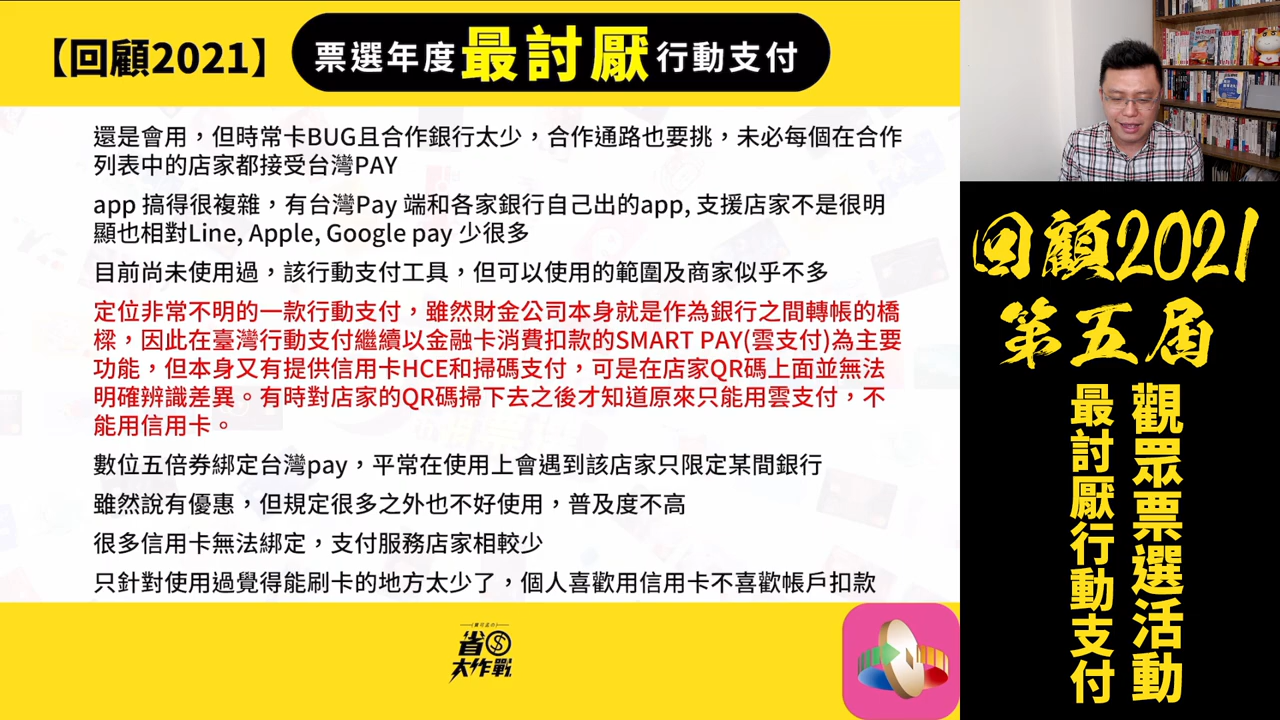 【回顧2021】
票選年度最討厭行動支付
還是會用，但時常卡BUG且合作銀行太少，合作通路也要挑，未必每個在合作
列表中的店家都接受台灣PAY
app 搞得很複雜，有台灣Pay 端和各家銀行自己出的app, 支援店家不是很明
顯也相對Line, Apple, Google pay 少很多
目前尚未使用過，該行動支付工具，但可以使用的範圍及商家似乎不多
定位非常不明的一款行動支付，雖然財金公司本身就是作為銀行之間轉帳的橋
樑，因此在臺灣行動支付繼續以金融卡消費扣款的SMART PAY(雲支付)為主要
功能，但本身又有提供信用卡HCE和掃碼支付，可是在店家QR碼上面並無法
明確辨識差異。有時對店家的QR碼掃下去之後才知道原來只能用雲支付，不
能用信用卡。
數位五倍券綁定台灣pay，平常在使用上會遇到該店家只限定某間銀行
雖然說有優惠，但規定很多之外也不好使用，普及度不高
很多信用卡無法綁定，支付服務店家相較少
只針對使用過覺得能刷卡的地方太少了，個人喜歡用信用卡不喜歡帳戶扣款
省
大作戰
回顧2021
第五屆
觀眾票選活動
最討厭行動支付